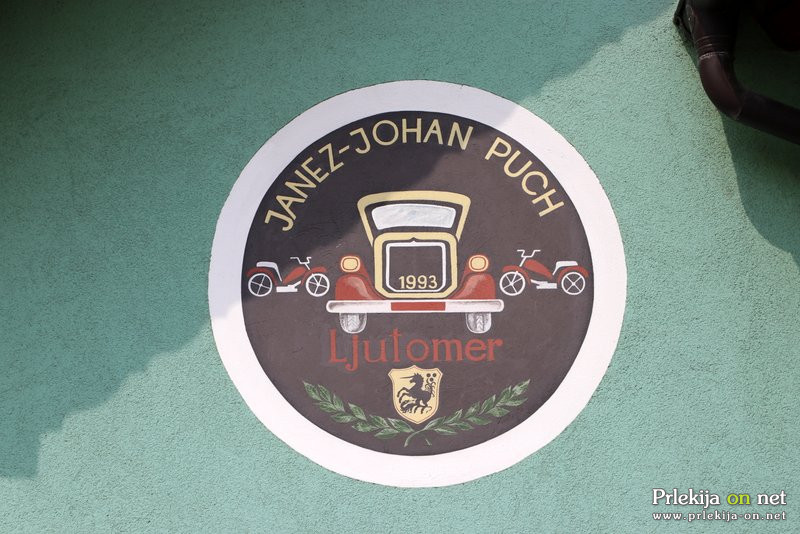 JANEZ-JOHAN PUCH
1993
Ljutomer
Prlekija on net
www.prlekija-on.net